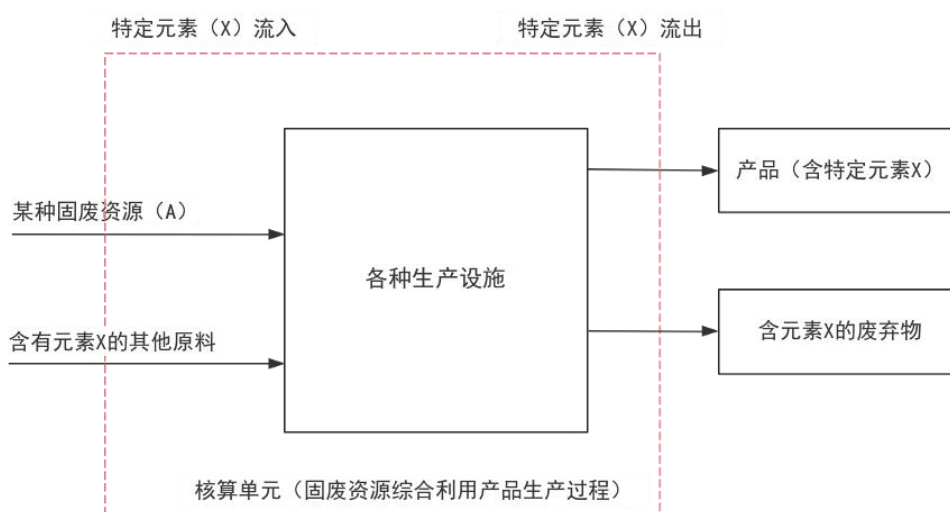 特定元素（X）流入
特定元素（X）流出
某种固废资源（A）
含有元素X的其他原料
各种生产设施
产品（含特定元素X）
含元素X的废弃物
核算单元（固废资源综合利用产品生产过程）